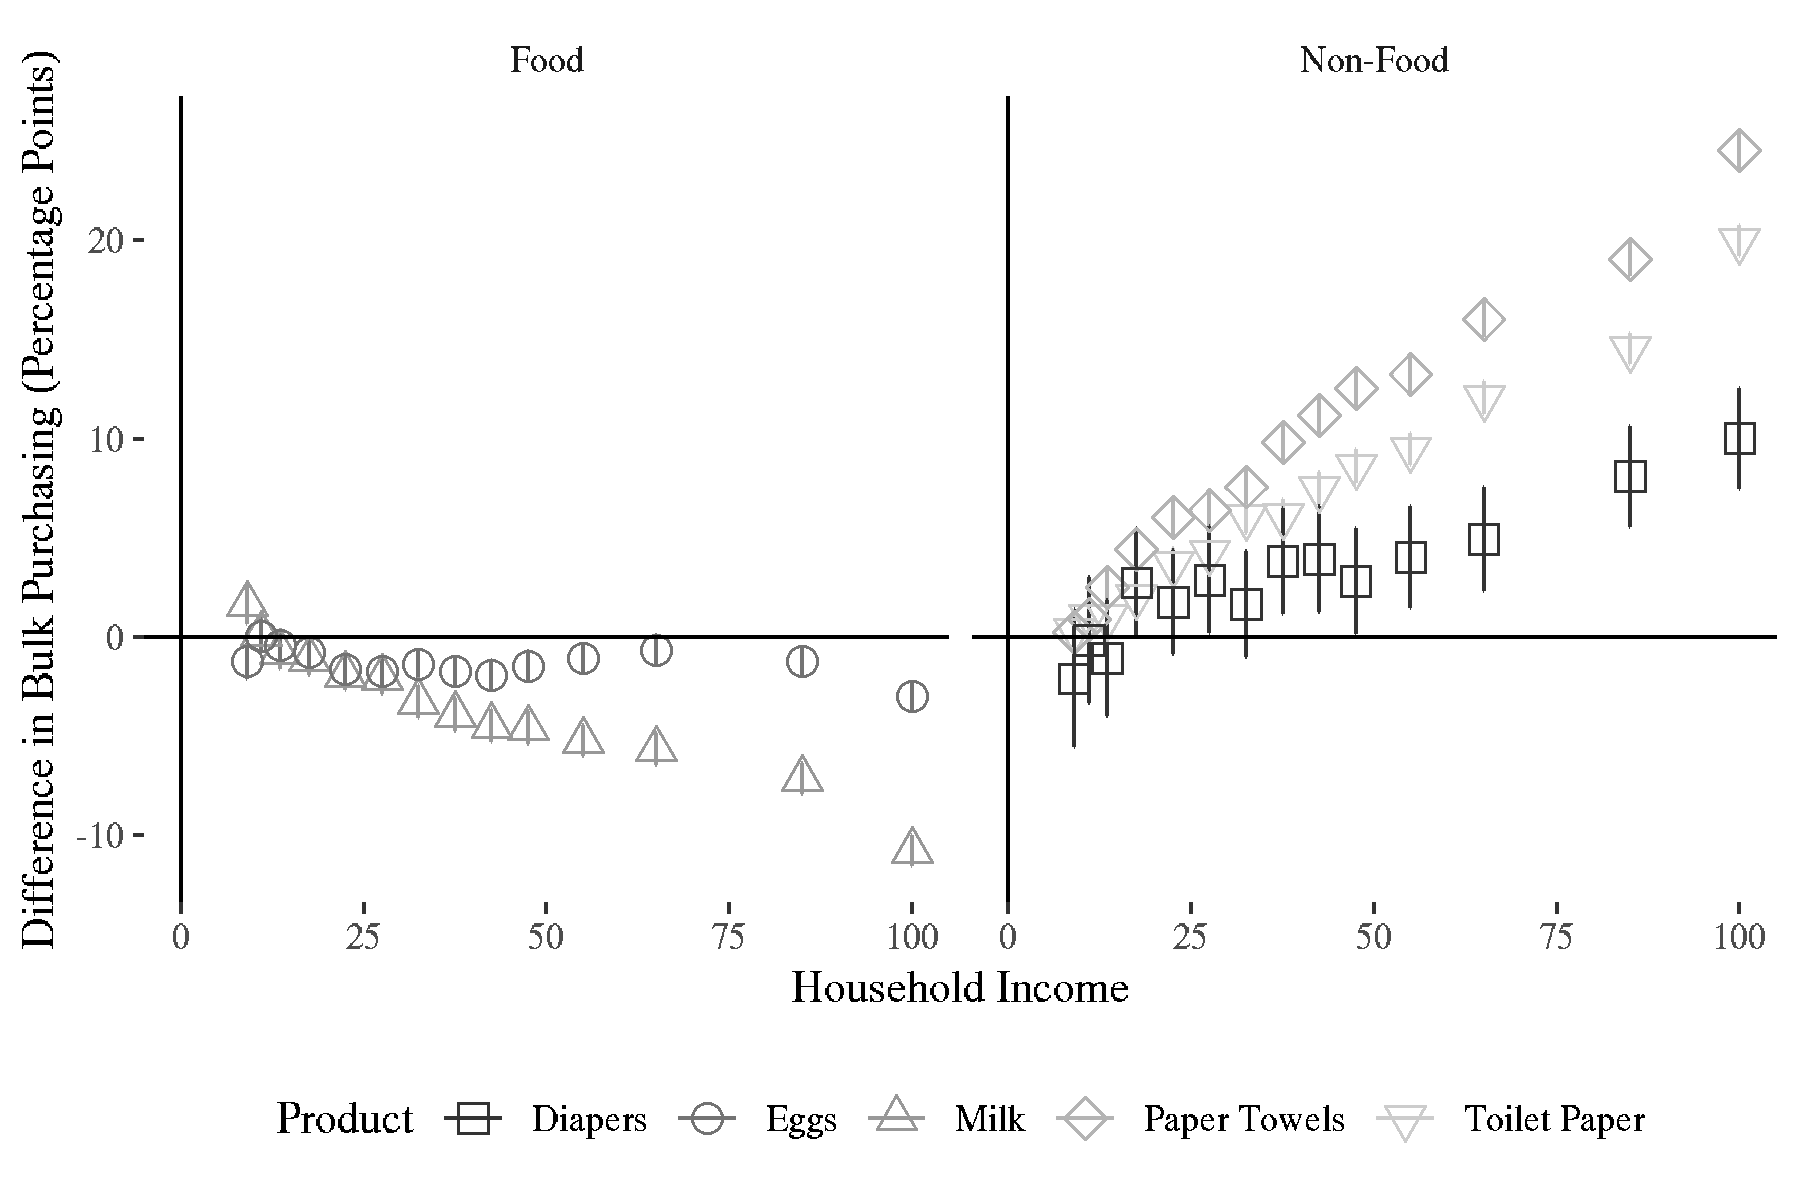 Food
Non-Food
Difference in Bulk Purchasing (Percentage Points)
20
10
0
-10
0 25 50 75 100
0 25 50 75 100
Household Income
Product Diapers Eggs Milk Paper Towels Toilet Paper